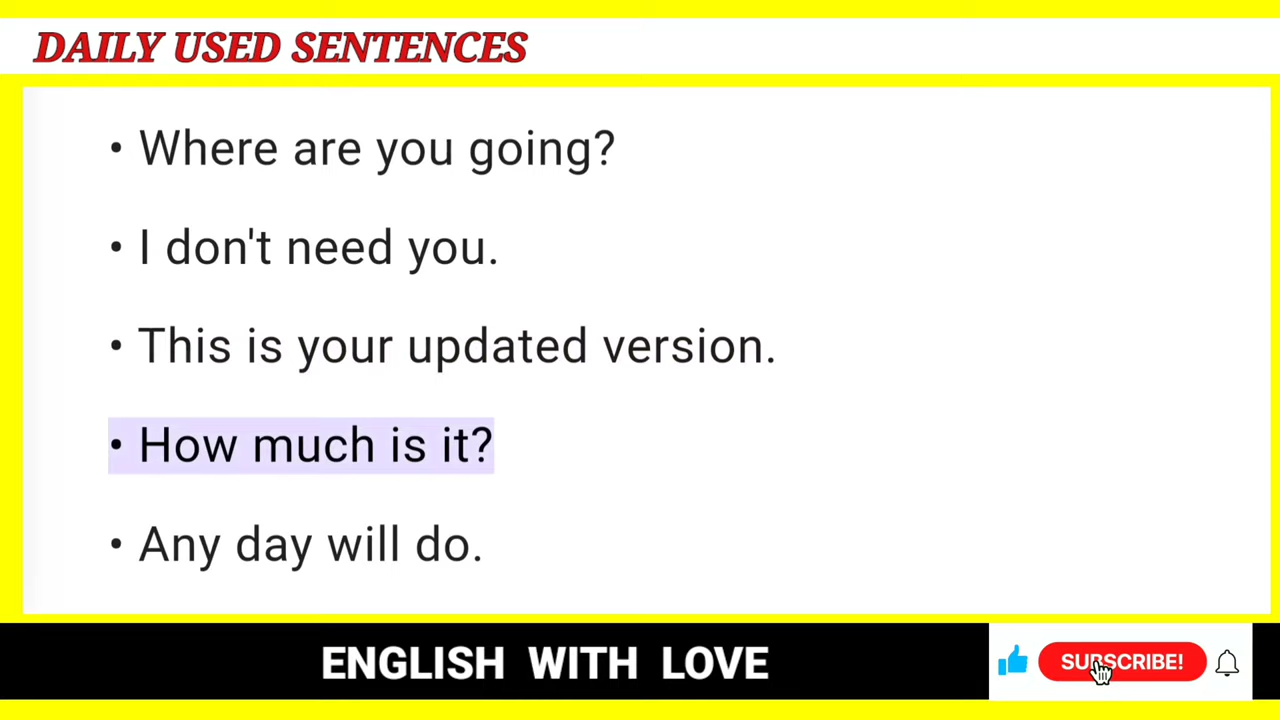 DAILY USED SENTENCES
• Where are you going?
• I don't need you.
• This is your updated version.
• How much is it?
• Any day will do.
ENGLISH WITH LOVE
SUBSCRIBE!